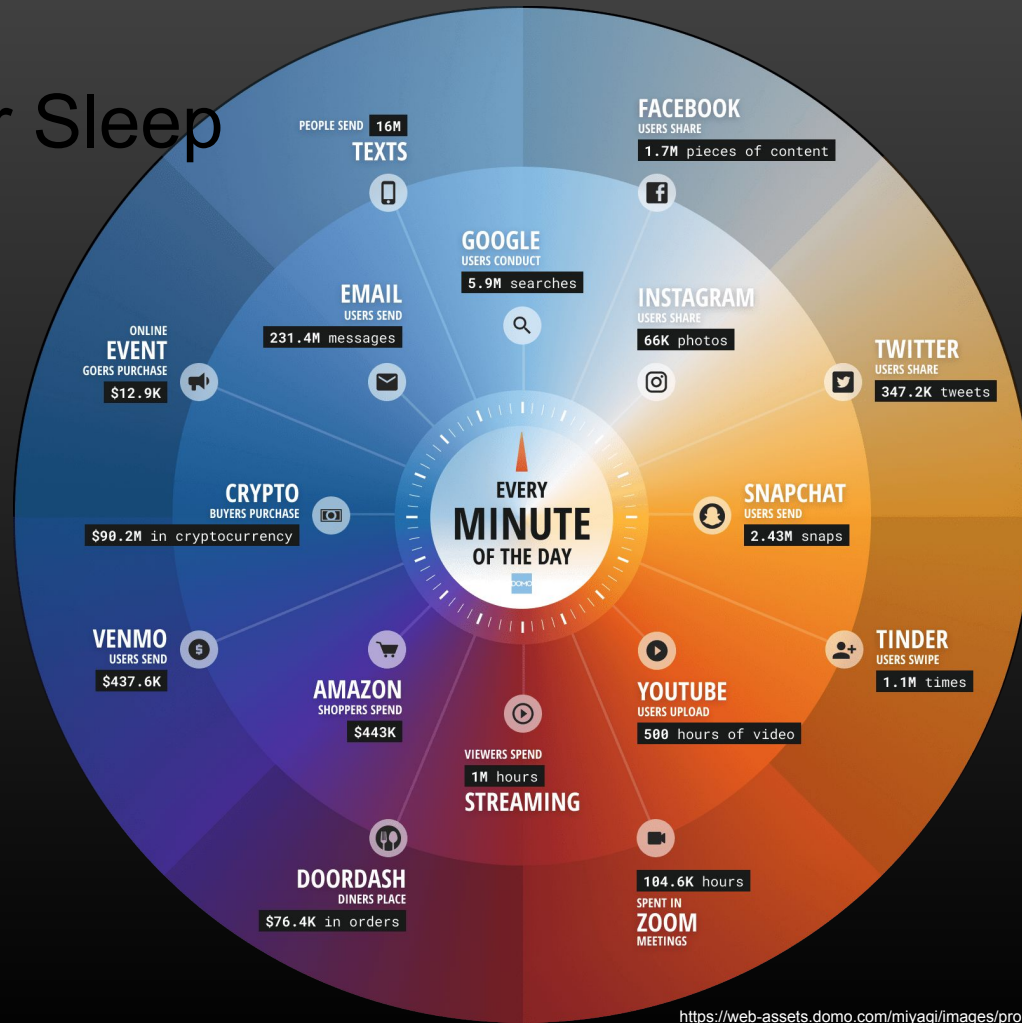 r Sleep
PEOPLE SEND 16M
TEXTS
FACEBOOK
USERS SHARE
1.7M pieces of content
GOOGLE
USERS CONDUCT
5.9M searches
EMAIL
USERS SEND
231.4M messages
INSTAGRAM
USERS SHARE
66K photos
ONLINE
EVENT
GOERS PURCHASE
$12.9K
TWITTER
USERS SHARE
347.2K tweets
CRYPTO
BUYERS PURCHASE
$90.2M in cryptocurrency
EVERY
MINUTE
OF THE DAY
DOMO
SNAPCHAT
USERS SEND
2.43M snaps
VENMO
USERS SEND
$437.6K
AMAZON
SHOPPERS SPEND
$443K
VIEWERS SPEND
1M hours
STREAMING
YOUTUBE
USERS UPLOAD
500 hours of video
TINDER
USERS SWIPE
1.1M times
DOORDASH
DINERS PLACE
$76.4K in orders
104.6K hours
SPENT IN
ZOOM
MEETINGS
https://web-assets.domo.com/miyagi/images/pro